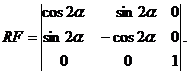 RF = |cos 2α sin 2α 0|
|sin 2α -cos 2α 0|
|0 0 1|.